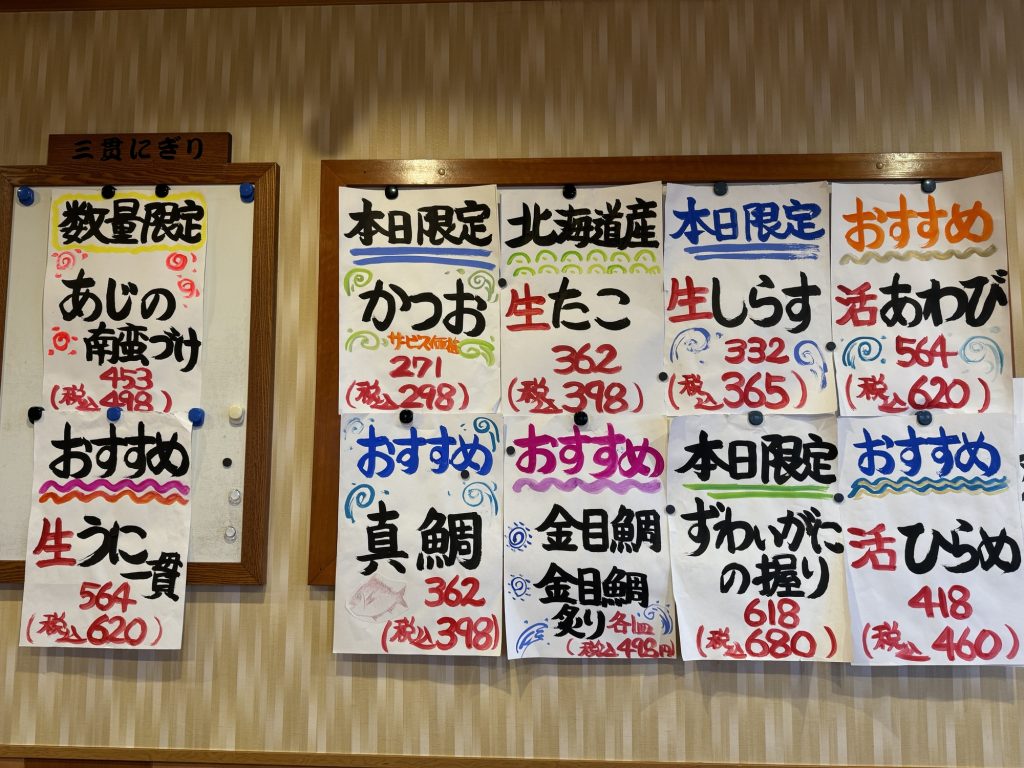 三貫にぎり
数量限定
あじの
南蛮づけ
453
(税込498)
おすすめ
生うに
一貫
564
(税込620)
本日限定
かつお
サービス価格
271
(税込298)
北海道産
生たこ
362
(税込398)
本日限定
生しらす
332
(税込365)
おすすめ
活あわび
564
(税込620)
おすすめ
真鯛
362
(税込398)
おすすめ
金目鯛
金目鯛
炙り各1皿
(税込498円)
本日限定
ずわいがに
の握り
618
(税込680)
おすすめ
活ひらめ
418
(税込460)